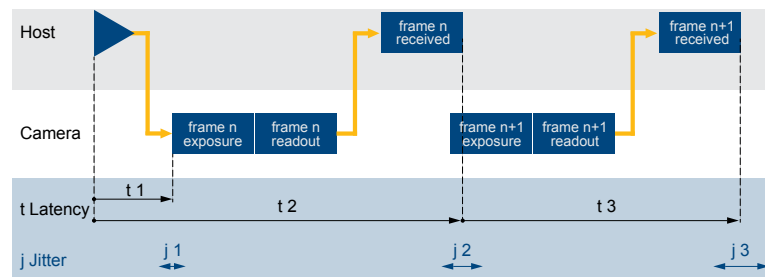 Host
frame n
received
frame n+1
received
Camera
frame n
exposure
frame n
readout
frame n+1
exposure
frame n+1
readout
t 1
t Latency
t 2
t 3
j Jitter
j 1
j 2
j 3